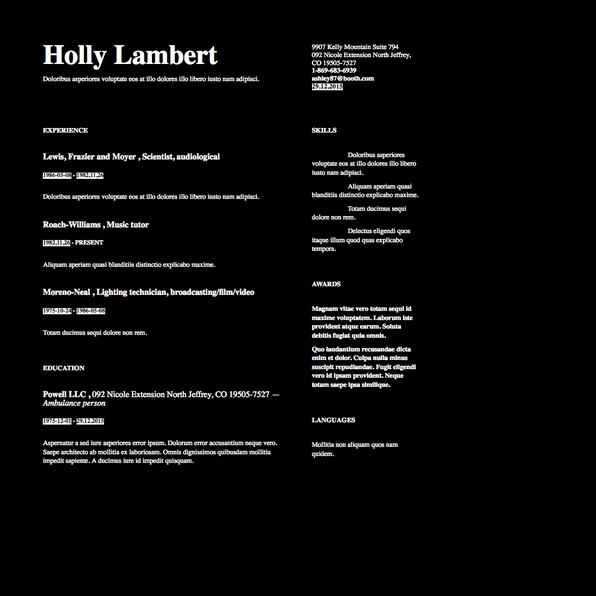 Holly Lambert
Doloribus asperiores voluptate eos at illo dolores illo libero iusto nam adipisci.
9907 Kelly Mountain Suite 794
092 Nicole Extension North Jeffrey,
CO 19505-7527
1-869-683-6939
ashley87@booth.com
29.12.2015
EXPERIENCE
Lewis, Frazier and Moyer , Scientist, audiological
1986-05-08 - 1982.11.26
Doloribus asperiores voluptate eos at illo dolores illo libero iusto nam adipisci.
Roach-Williams , Music tutor
1982.11.26 - PRESENT
Aliquam aperiam quasi blanditiis distinctio explicabo maxime.
Moreno-Neal , Lighting technician, broadcasting/film/video
1975-10-24 - 1986-05-08
Totam ducimus sequi dolore non rem.
EDUCATION
Powell LLC , 092 Nicole Extension North Jeffrey, CO 19505-7527 —
Ambulance person
1975-12-01 - 29.12.2015
Aspernatur a sed iure asperiores error ipsum. Dolorum error accusantium neque vero.
Saepe architecto ab mollitia ex laboriosam. Omnis dignissimos quibusdam mollitia
impedit sapiente. A ducimus iure id impedit quisquam.
SKILLS
Doloribus asperiores
voluptate eos at illo dolores illo libero
iusto nam adipisci.
Aliquam aperiam quasi
blanditiis distinctio explicabo maxime.
Totam ducimus sequi
dolore non rem.
Delectus eligendi quos
itaque illum quod quas explicabo
tempora.
AWARDS
Magnam vitae vero totam sequi id
maxime voluptatem. Laborum iste
provident atque earum. Soluta
debitis fugiat quia omnis.
Quo laudantium recusandae dicta
enim et dolor. Culpa nulla minus
suscipit repudiandae. Fugit eligendi
vero id ipsam provident. Neque
totam saepe ipsa similique.
LANGUAGES
Mollitia non aliquam quos nam
quidem.